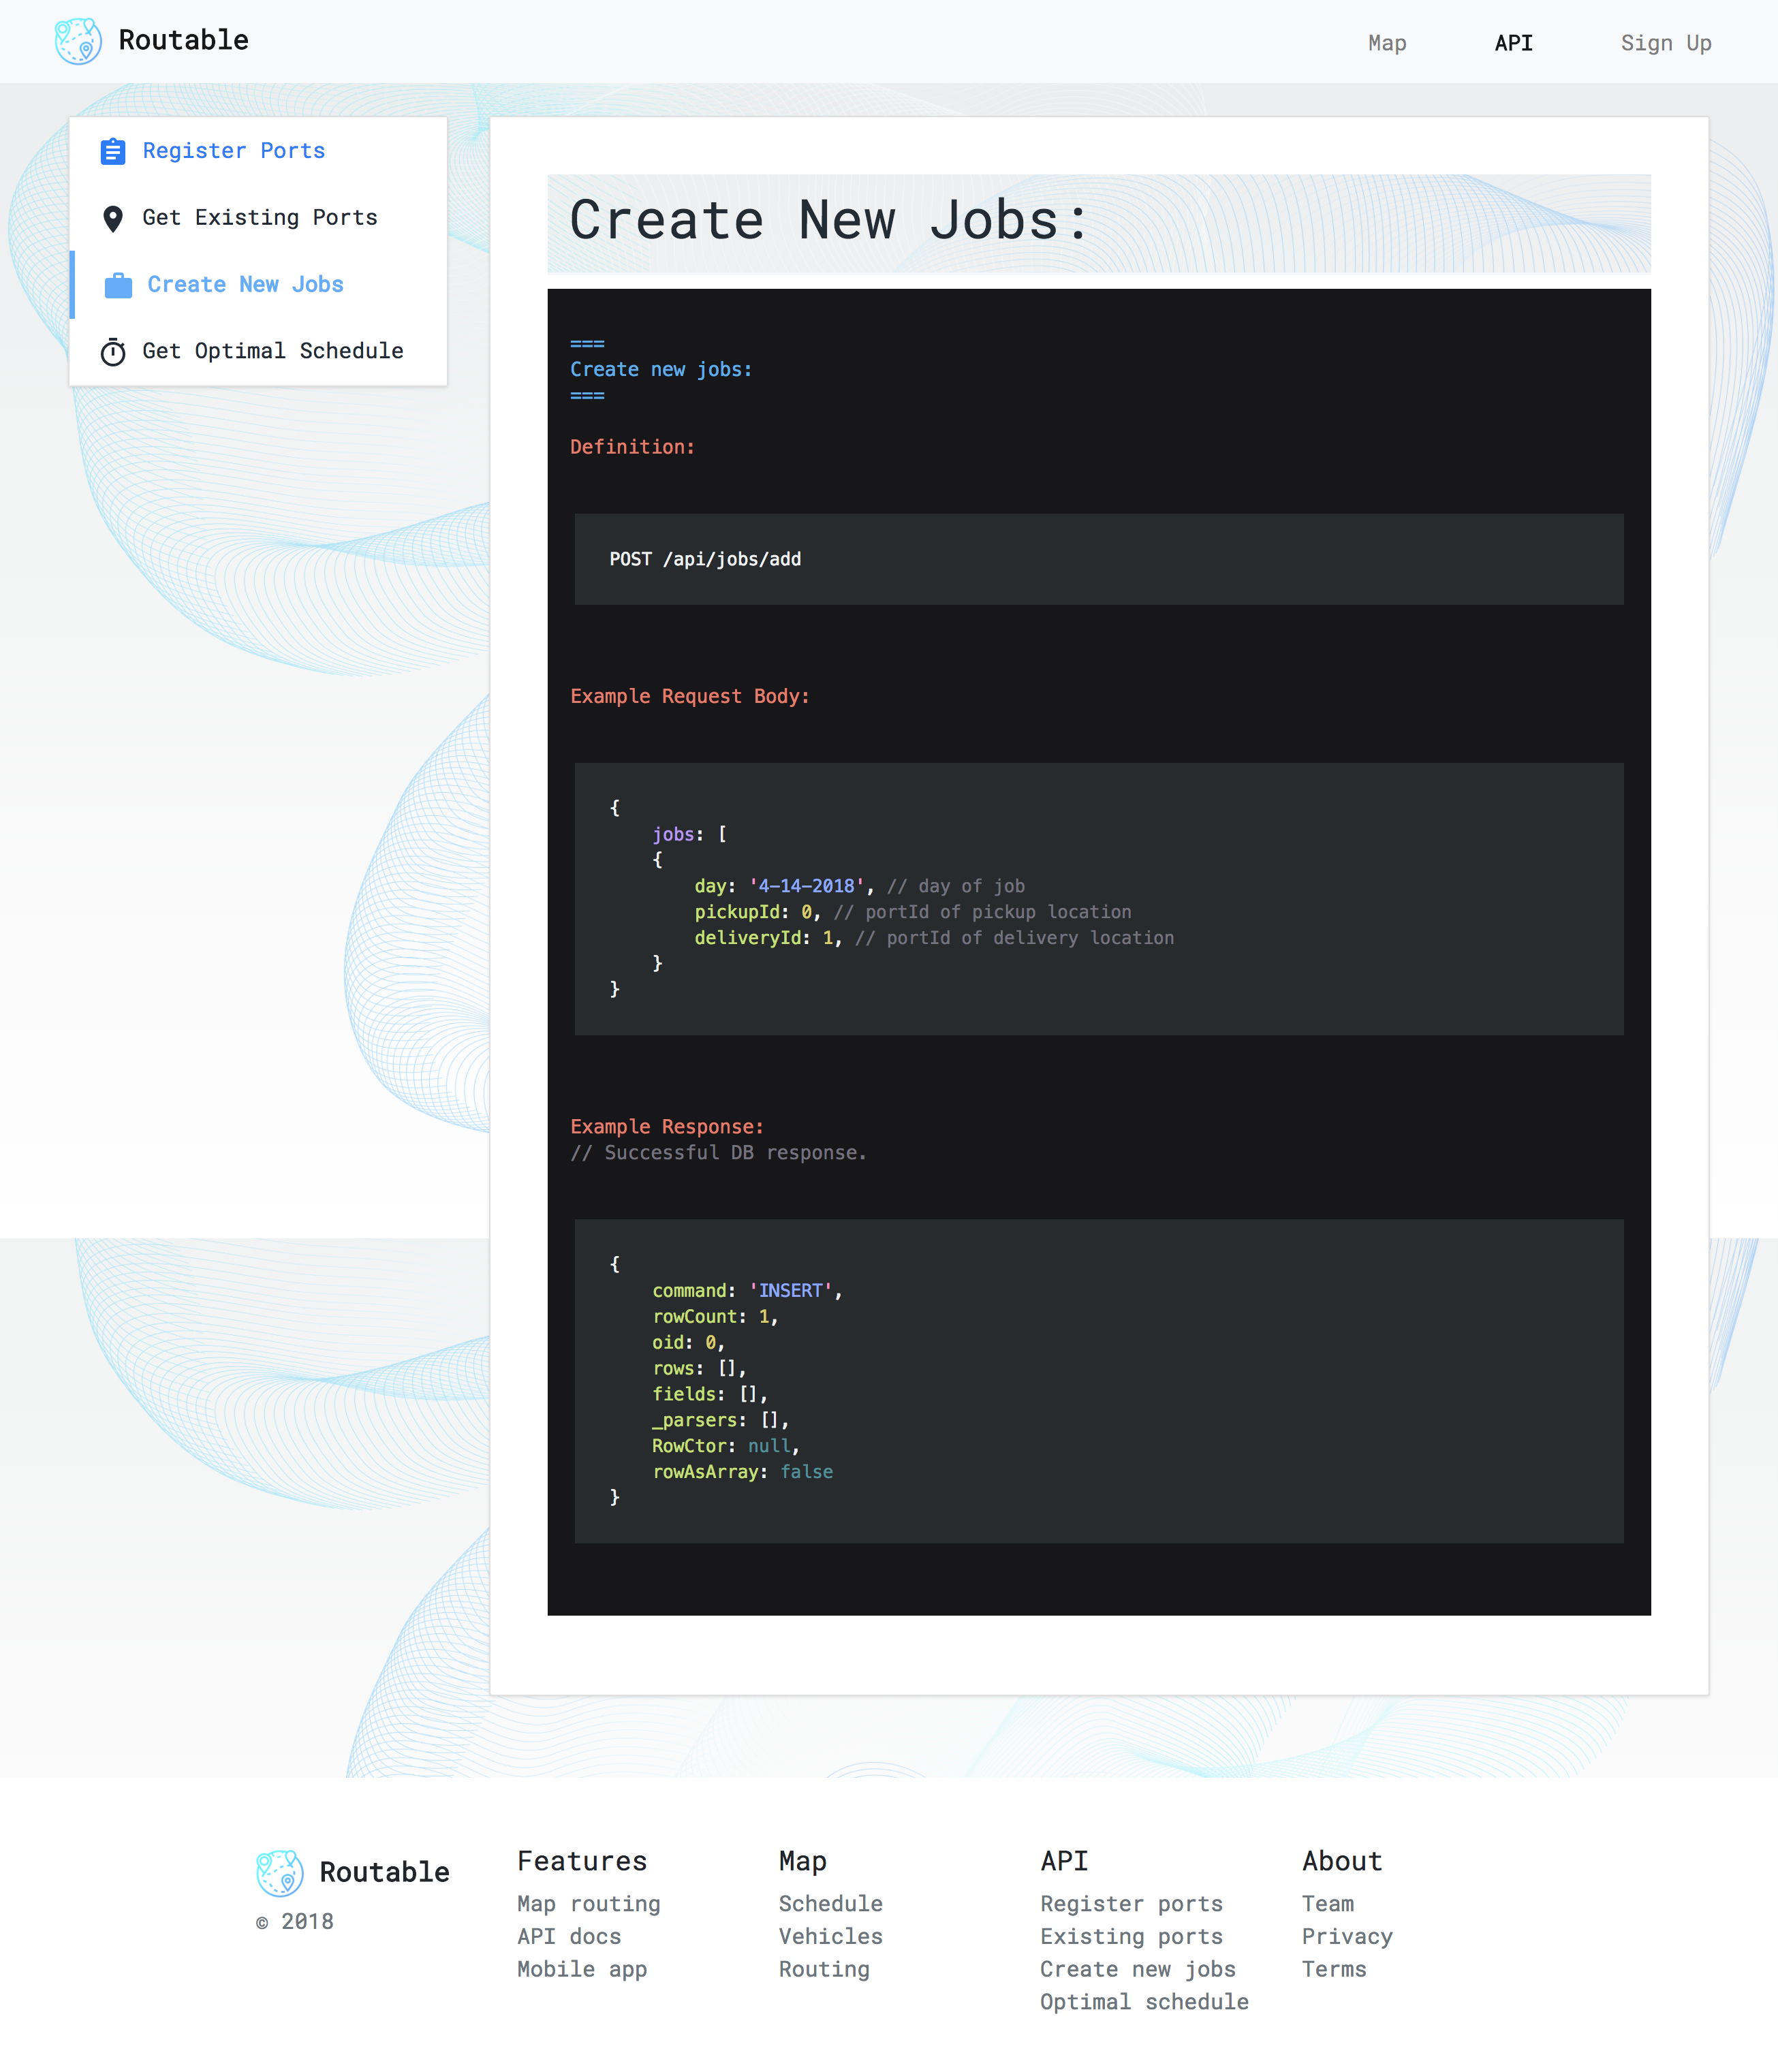 Routable
Map
API
Sign Up
Register Ports
Get Existing Ports
Create New Jobs
Get Optimal Schedule
Create New Jobs:
===
Create new jobs:
===
Definition:
POST /api/jobs/add
Example Request Body:
{
    jobs: [
    {
        day: '4-14-2018', // day of job
        pickupId: 0, // portId of pickup location
        deliveryId: 1, // portId of delivery location
    }
}
Example Response:
// Successful DB response.
{
    command: 'INSERT',
    rowCount: 1,
    oid: 0,
    rows: [],
    fields: [],
    _parsers: [],
    RowCtor: null,
    rowAsArray: false
}
Routable
© 2018
Features
Map routing
API docs
Mobile app
Map
Schedule
Vehicles
Routing
API
Register ports
Existing ports
Create new jobs
Optimal schedule
About
Team
Privacy
Terms